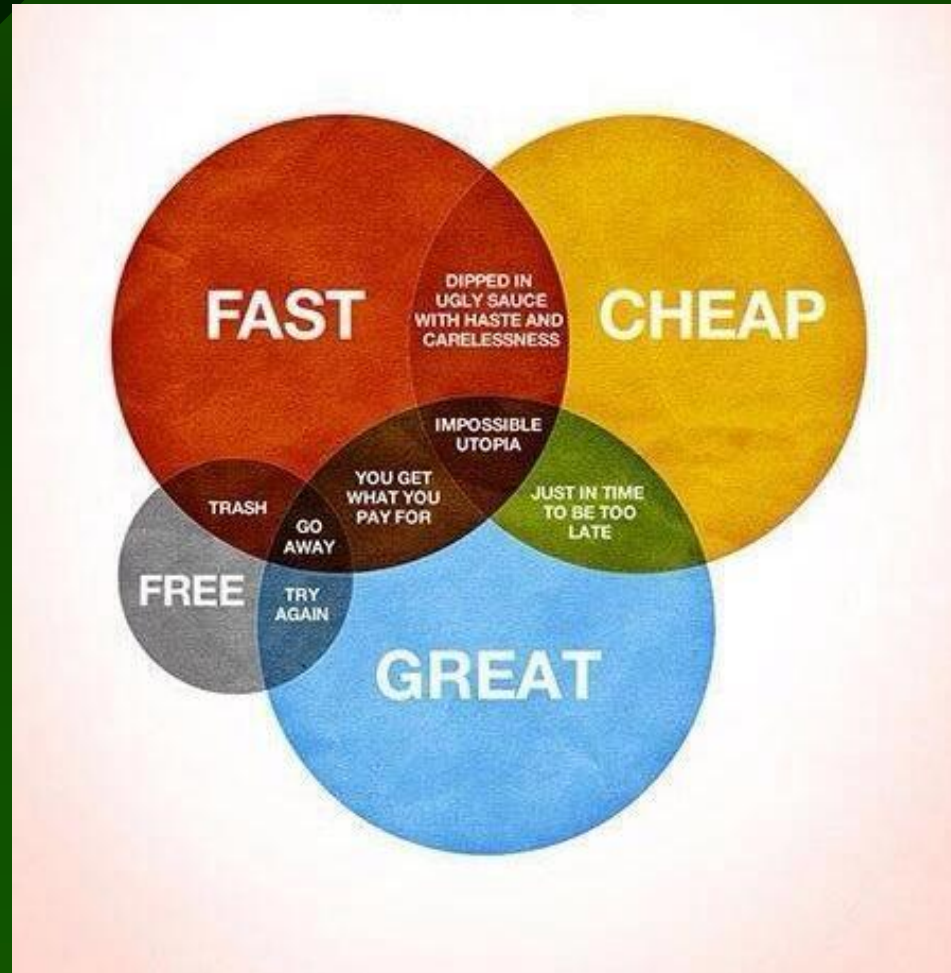 FAST
DIPPED IN
UGLY SAUCE
WITH HASTE AND
CARELESSNESS
CHEAP
IMPOSSIBLE
UTOPIA
YOU GET
WHAT YOU
PAY FOR
JUST IN TIME
TO BE TOO
LATE
TRASH
GO
AWAY
FREE
TRY
AGAIN
GREAT